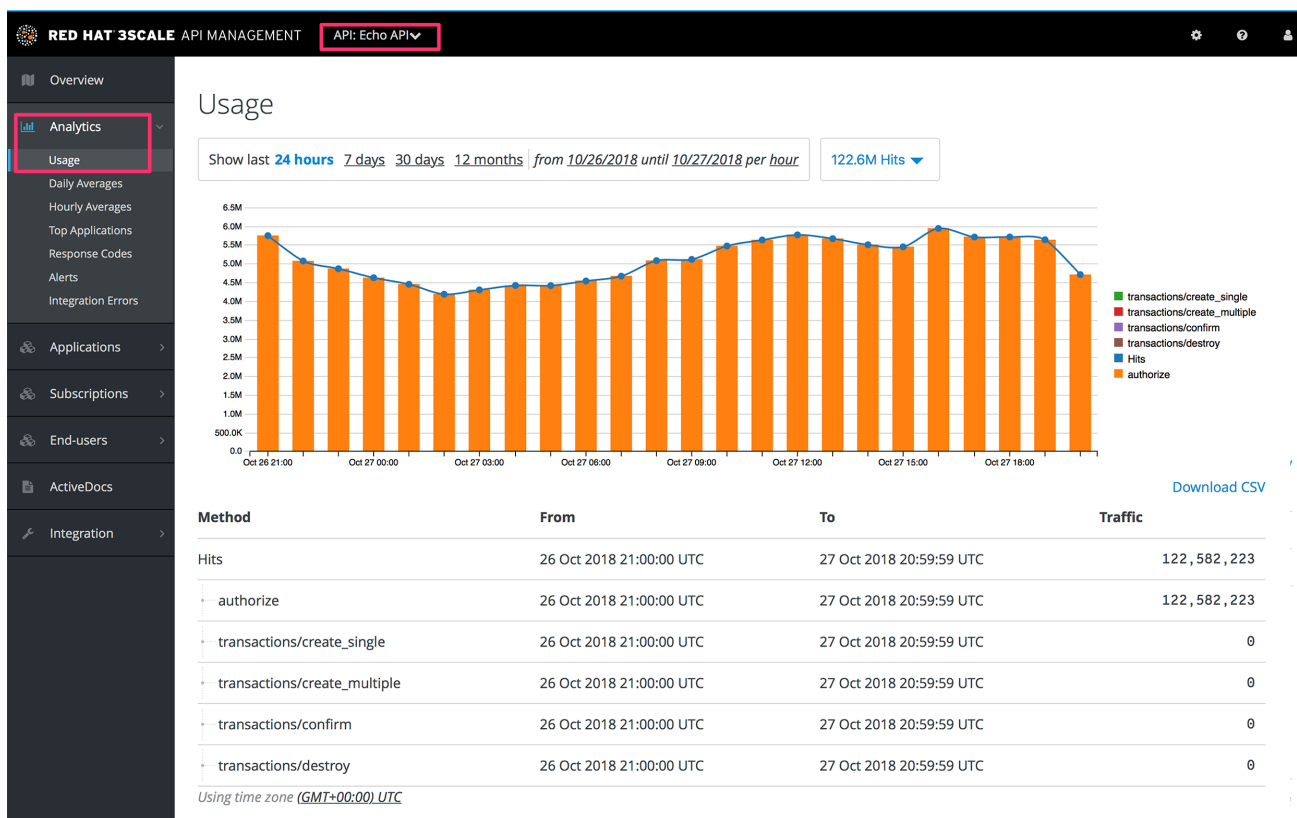 RED HAT 3SCALE API MANAGEMENT API: Echo API
Overview
Analytics
Usage
Daily Averages
Hourly Averages
Top Applications
Response Codes
Alerts
Integration Errors
Applications
Subscriptions
End-users
ActiveDocs
Integration
Usage
Show last 24 hours 7 days 30 days 12 months from 10/26/2018 until 10/27/2018 per hour 122.6M Hits
6.5M
6.0M
5.5M
5.0M
4.5M
4.0M
3.5M
3.0M
2.5M
2.0M
1.5M
1.0M
500.0K
0.0
Oct 26 21:00 Oct 27 00:00 Oct 27 03:00 Oct 27 06:00 Oct 27 09:00 Oct 27 12:00 Oct 27 15:00 Oct 27 18:00
transactions/create_single
transactions/create_multiple
transactions/confirm
transactions/destroy
Hits
authorize
Download CSV
Method From To Traffic
Hits 26 Oct 2018 21:00:00 UTC 27 Oct 2018 20:59:59 UTC 122,582,223
authorize 26 Oct 2018 21:00:00 UTC 27 Oct 2018 20:59:59 UTC 122,582,223
transactions/create_single 26 Oct 2018 21:00:00 UTC 27 Oct 2018 20:59:59 UTC 0
transactions/create_multiple 26 Oct 2018 21:00:00 UTC 27 Oct 2018 20:59:59 UTC 0
transactions/confirm 26 Oct 2018 21:00:00 UTC 27 Oct 2018 20:59:59 UTC 0
transactions/destroy 26 Oct 2018 21:00:00 UTC 27 Oct 2018 20:59:59 UTC 0
Using time zone (GMT+00:00) UTC